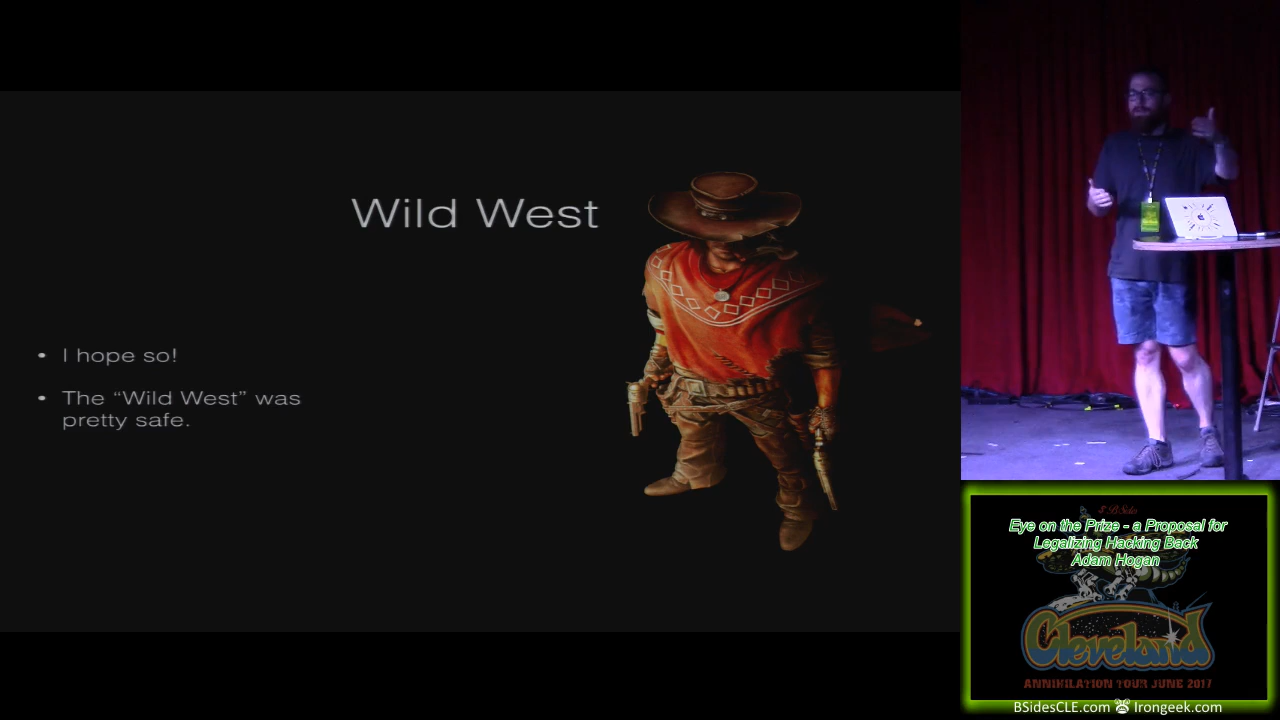 Wild West
• I hope so!
• The “Wild West” was
pretty safe.
$ BSides
Eye on the Prize - a Proposal for
Legalizing Hacking Back
Adam Hogan
Cleveland
ANNIHILATION TOUR JUNE 2017
BSidesCLE.com Irongeek.com